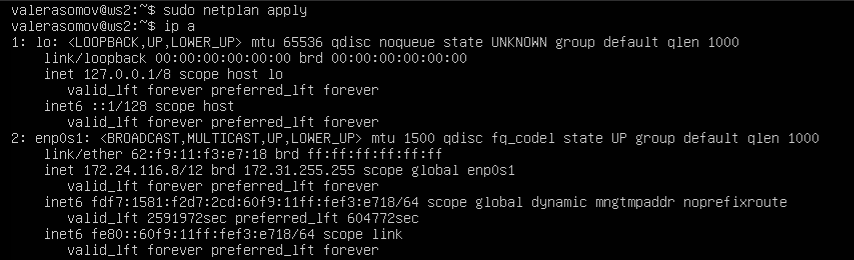 valerasomov@ws2:~$ sudo netplan apply
valerasomov@ws2:~$ ip a
1: lo: <LOOPBACK,UP,LOWER_UP> mtu 65536 qdisc noqueue state UNKNOWN group default qlen 1000
    link/loopback 00:00:00:00:00:00 brd 00:00:00:00:00:00
    inet 127.0.0.1/8 scope host lo
       valid_lft forever preferred_lft forever
    inet6 ::1/128 scope host
       valid_lft forever preferred_lft forever
2: enp0s1: <BROADCAST,MULTICAST,UP,LOWER_UP> mtu 1500 qdisc fq_codel state UP group default qlen 1000
    link/ether 62:f9:11:f3:e7:18 brd ff:ff:ff:ff:ff:ff
    inet 172.24.116.8/12 brd 172.31.255.255 scope global enp0s1
       valid_lft forever preferred_lft forever
    inet6 fdf7:1581:f2d7:2cd:60f9:11ff:fef3:e718/64 scope global dynamic mngtmpaddr noprefixroute
       valid_lft 2591972sec preferred_lft 604772sec
    inet6 fe80::60f9:11ff:fef3:e718/64 scope link
       valid_lft forever preferred_lft forever